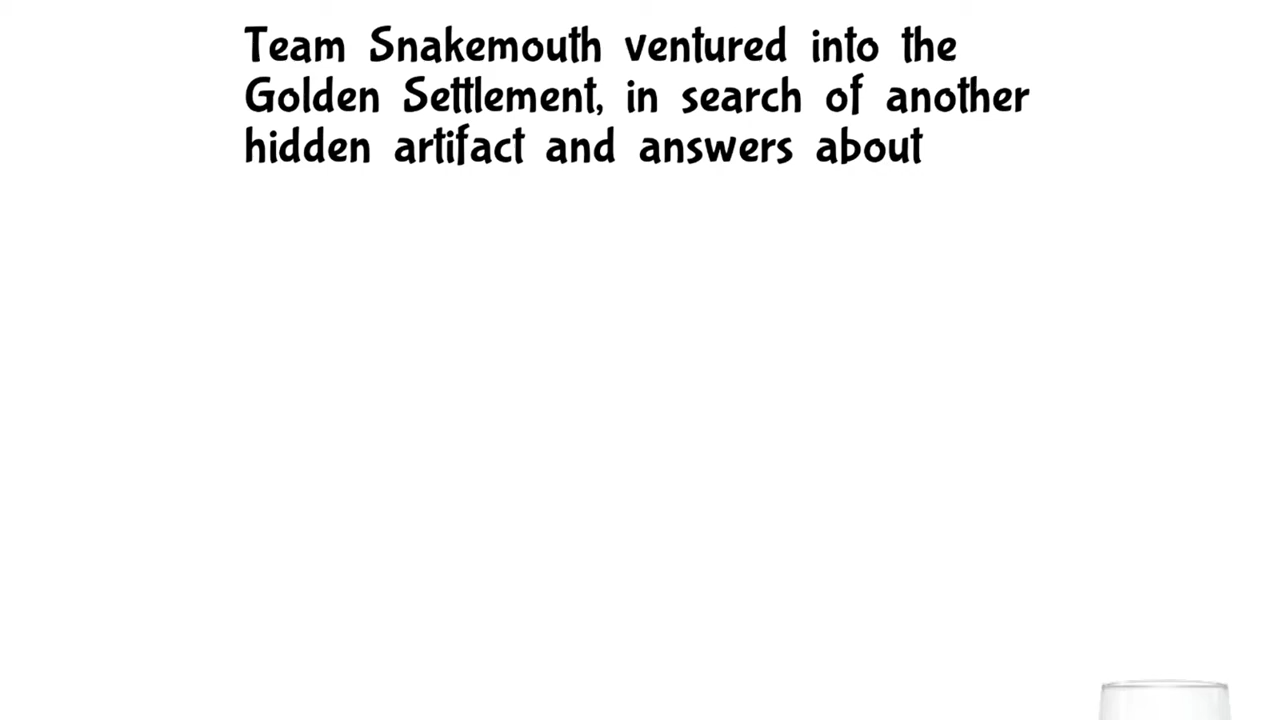 Team Snakemouth ventured into the
Golden Settlement, in search of another
hidden artifact and answers about